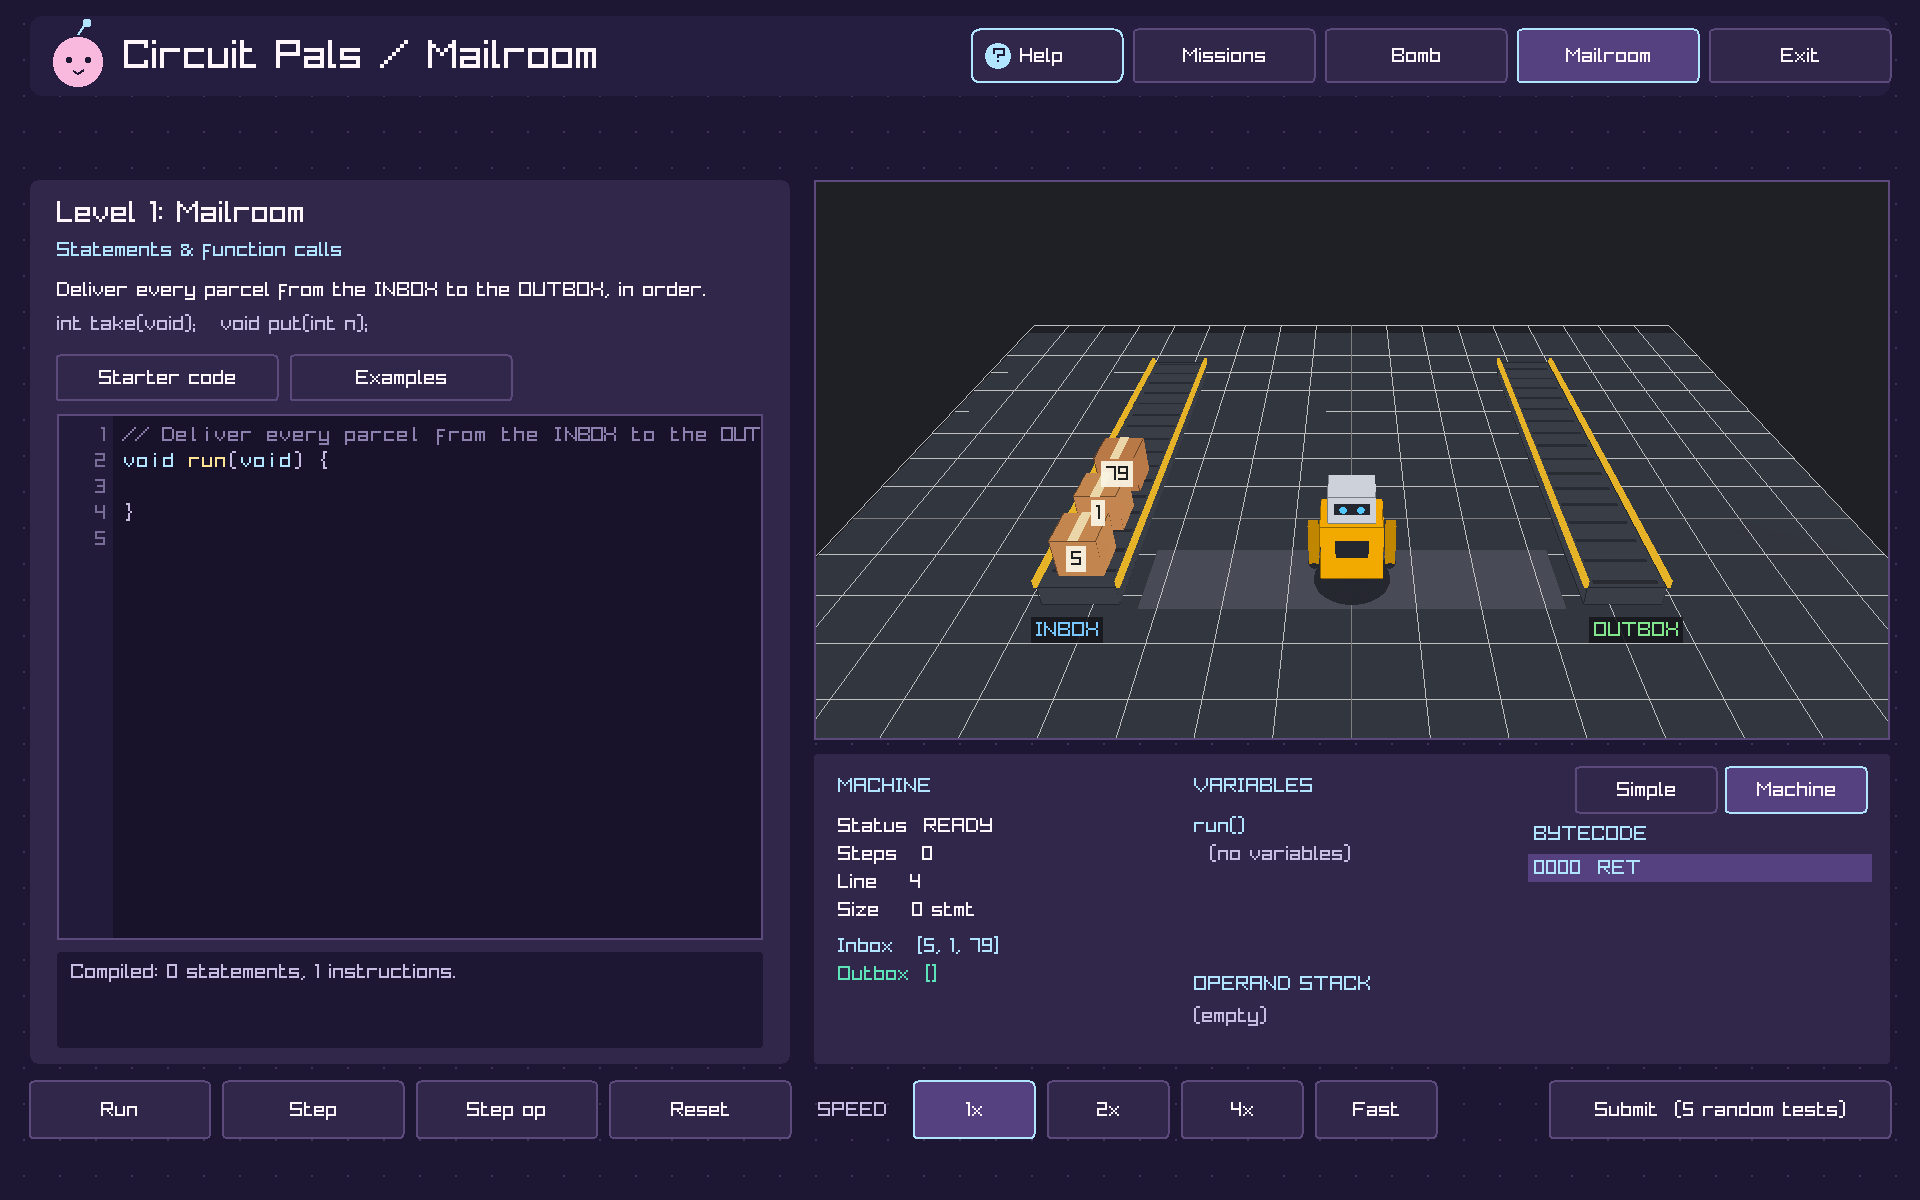 Circuit Pals / Mailroom
? Help
Missions
Bomb
Mailroom
Exit
Level 1: Mailroom
Statements & function calls
Deliver every parcel from the INBOX to the OUTBOX, in order.
int take(void);   void put(int n);
Starter code
Examples
1 // Deliver every parcel from the INBOX to the OUT
2 void run(void) {
3
4 }
5
Compiled: 0 statements, 1 instructions.
79
1
5
INBOX
OUTBOX
MACHINE
Status READY
Steps 0
Line 4
Size 0 stmt
Inbox [5, 1, 79]
Outbox []
VARIABLES
run()
(no variables)
OPERAND STACK
(empty)
Simple
Machine
BYTECODE
0000 RET
Run
Step
Step op
Reset
SPEED
1x
2x
4x
Fast
Submit (5 random tests)